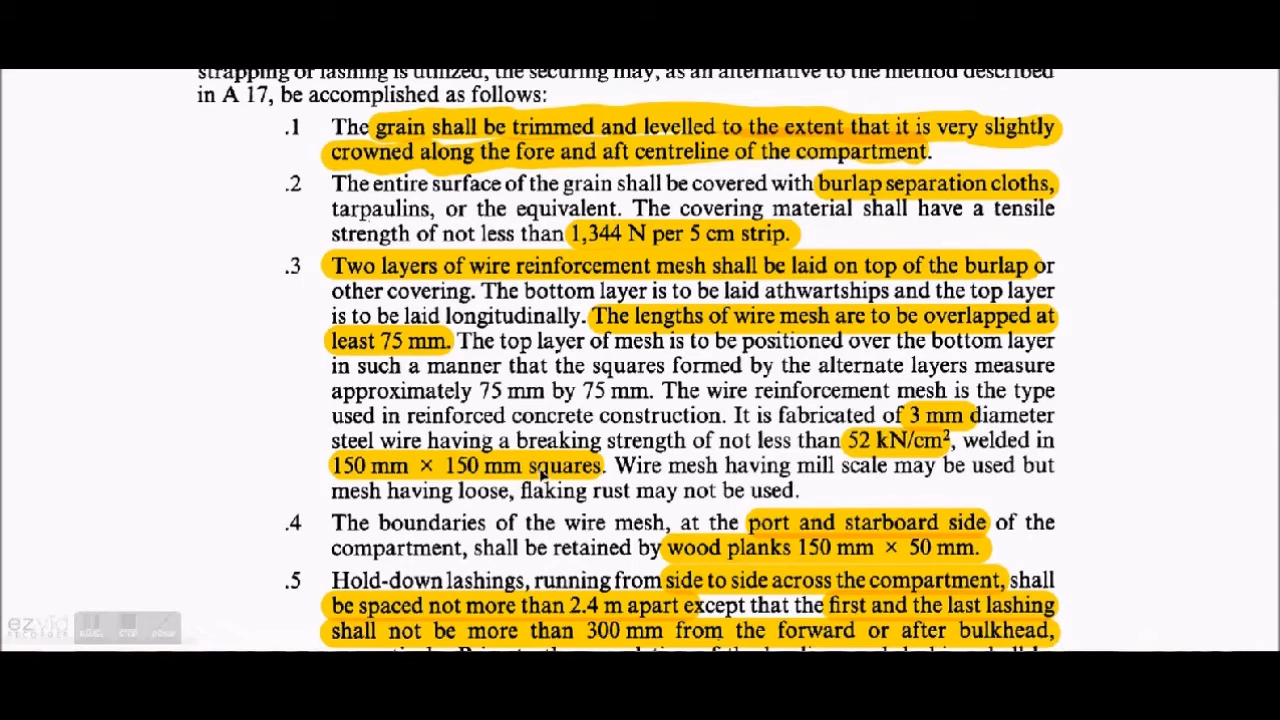 strapping or lashing is utilized, the securing may, as an alternative to the method described
in A 17, be accomplished as follows:
.1 The grain shall be trimmed and levelled to the extent that it is very slightly
crowned along the fore and aft centreline of the compartment.
.2 The entire surface of the grain shall be covered with burlap separation cloths,
tarpaulins, or the equivalent. The covering material shall have a tensile
strength of not less than 1,344 N per 5 cm strip.
.3 Two layers of wire reinforcement mesh shall be laid on top of the burlap or
other covering. The bottom layer is to be laid athwartships and the top layer
is to be laid longitudinally. The lengths of wire mesh are to be overlapped at
least 75 mm. The top layer of mesh is to be positioned over the bottom layer
in such a manner that the squares formed by the alternate layers measure
approximately 75 mm by 75 mm. The wire reinforcement mesh is the type
used in reinforced concrete construction. It is fabricated of 3 mm diameter
steel wire having a breaking strength of not less than 52 kN/cm², welded in
150 mm × 150 mm squares. Wire mesh having mill scale may be used but
mesh having loose, flaking rust may not be used.
.4 The boundaries of the wire mesh, at the port and starboard side of the
compartment, shall be retained by wood planks 150 mm × 50 mm.
.5 Hold-down lashings, running from side to side across the compartment, shall
be spaced not more than 2.4 m apart except that the first and the last lashing
shall not be more than 300 mm from the forward or after bulkhead,
ezvid
RECORDER